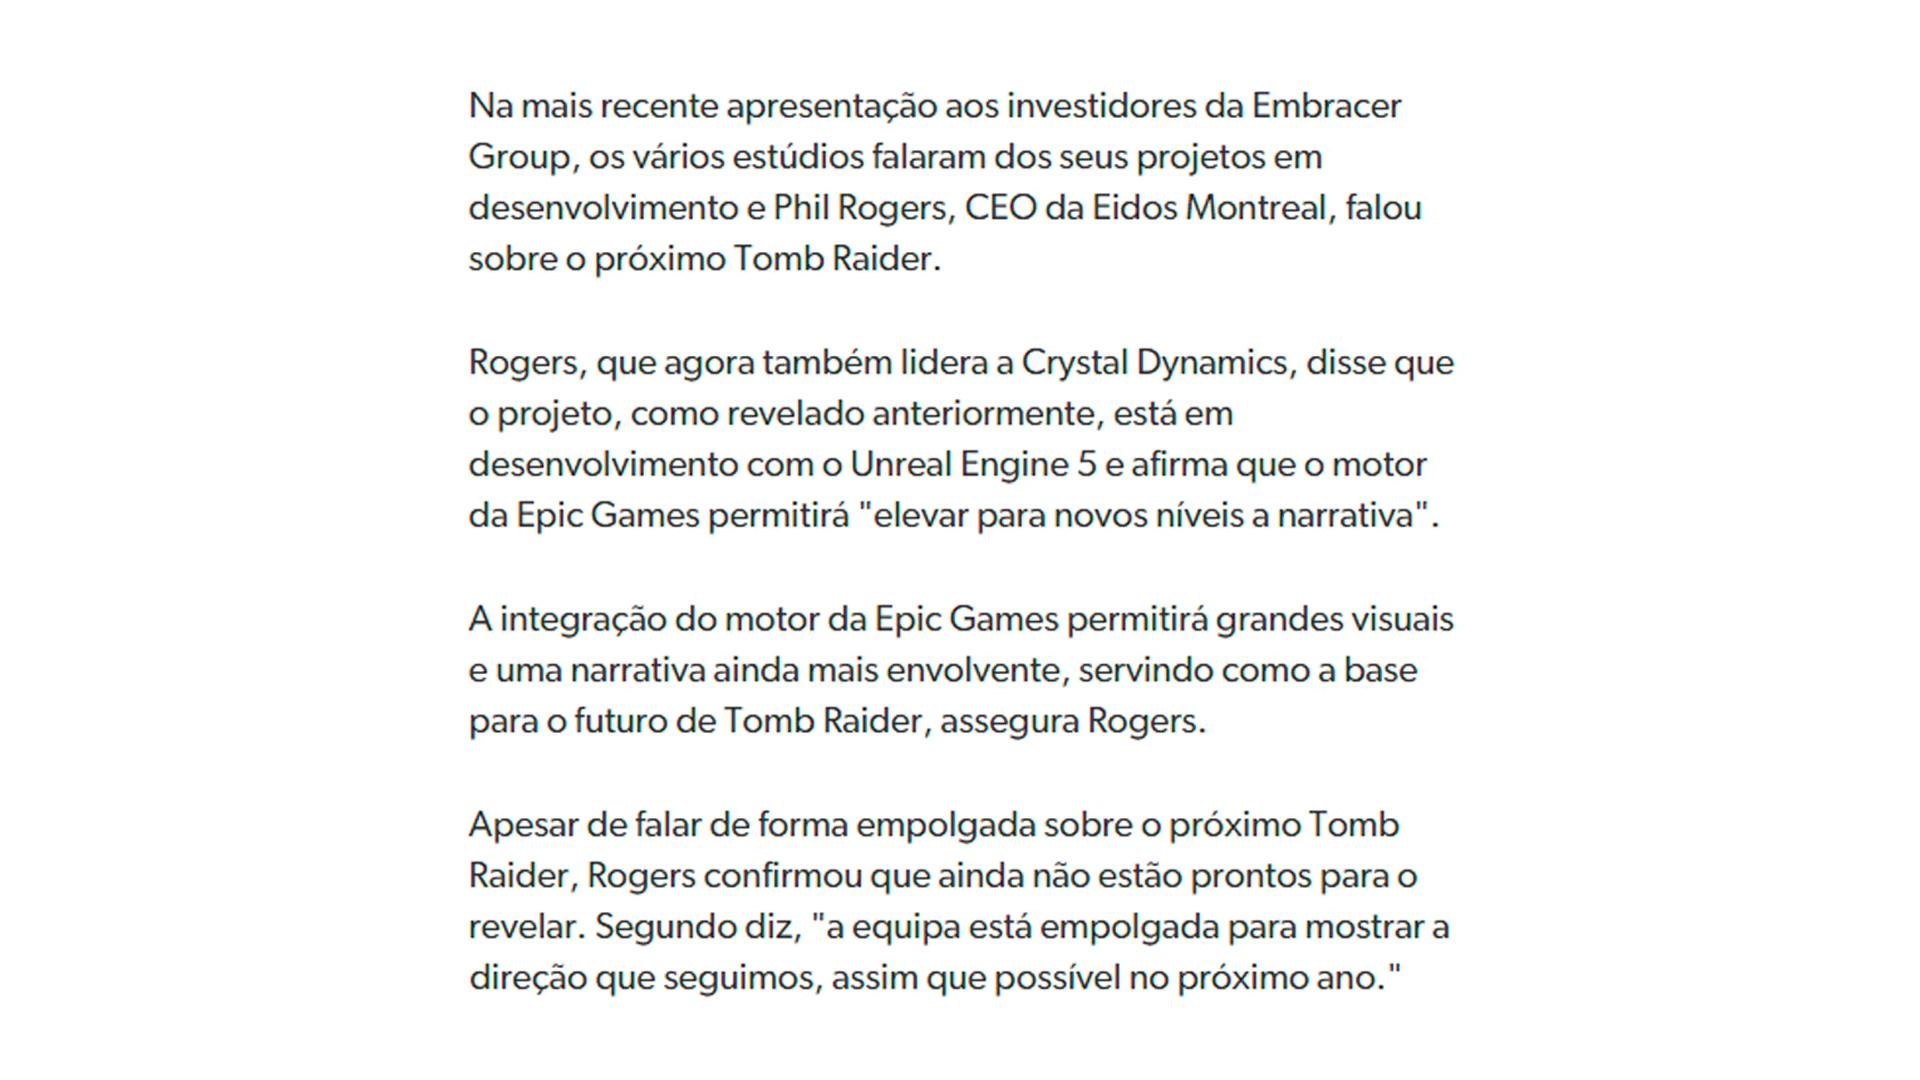 Na mais recente apresentação aos investidores da Embracer
Group, os vários estúdios falaram dos seus projetos em
desenvolvimento e Phil Rogers, CEO da Eidos Montreal, falou
sobre o próximo Tomb Raider.
Rogers, que agora também lidera a Crystal Dynamics, disse que
o projeto, como revelado anteriormente, está em
desenvolvimento com o Unreal Engine 5 e afirma que o motor
da Epic Games permitirá "elevar para novos níveis a narrativa".
A integração do motor da Epic Games permitirá grandes visuais
e uma narrativa ainda mais envolvente, servindo como a base
para o futuro de Tomb Raider, assegura Rogers.
Apesar de falar de forma empolgada sobre o próximo Tomb
Raider, Rogers confirmou que ainda não estão prontos para o
revelar. Segundo diz, "a equipa está empolgada para mostrar a
direção que seguimos, assim que possível no próximo ano."